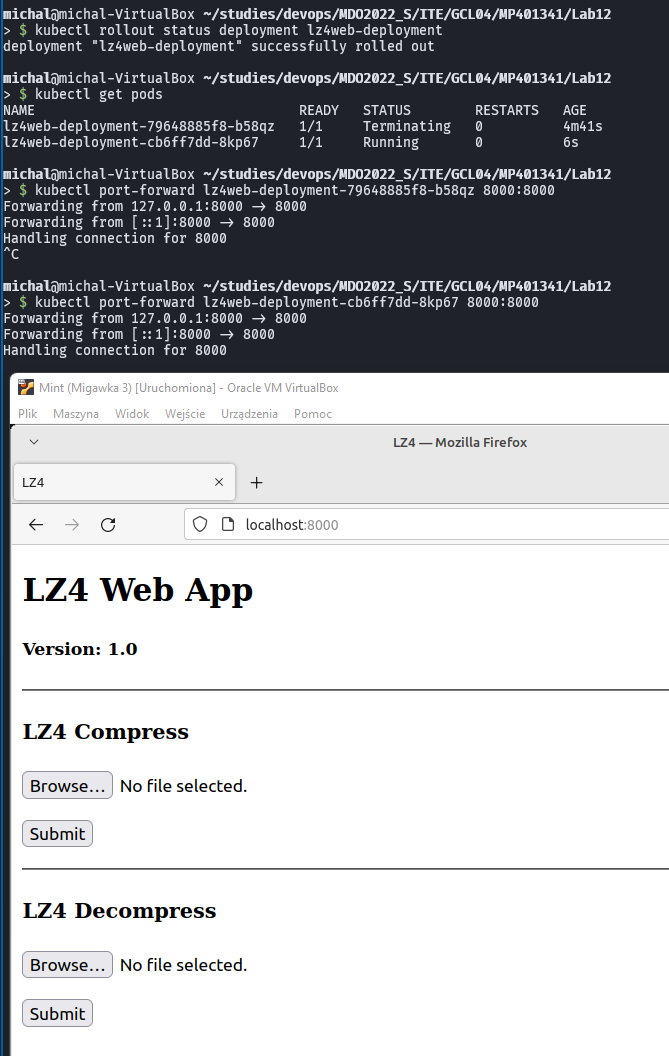 michal@michal-VirtualBox ~/studies/devops/MDO2022_S/ITE/GCL04/MP401341/Lab12
> $ kubectl rollout status deployment lz4web-deployment
deployment "lz4web-deployment" successfully rolled out
michal@michal-VirtualBox ~/studies/devops/MDO2022_S/ITE/GCL04/MP401341/Lab12
> $ kubectl get pods
NAME READY STATUS RESTARTS AGE
lz4web-deployment-79648885f8-b58qz 1/1 Terminating 0 4m41s
lz4web-deployment-cb6ff7dd-8kp67 1/1 Running 0 6s
michal@michal-VirtualBox ~/studies/devops/MDO2022_S/ITE/GCL04/MP401341/Lab12
> $ kubectl port-forward lz4web-deployment-79648885f8-b58qz 8000:8000
Forwarding from 127.0.0.1:8000 -> 8000
Forwarding from [::1]:8000 -> 8000
Handling connection for 8000
^C
michal@michal-VirtualBox ~/studies/devops/MDO2022_S/ITE/GCL04/MP401341/Lab12
> $ kubectl port-forward lz4web-deployment-cb6ff7dd-8kp67 8000:8000
Forwarding from 127.0.0.1:8000 -> 8000
Forwarding from [::1]:8000 -> 8000
Handling connection for 8000
Mint (Migawka 3) [Uruchomiona] - Oracle VM VirtualBox
Plik Maszyna Widok Wejście Urządzenia Pomoc
LZ4 — Mozilla Firefox
LZ4
localhost:8000
LZ4 Web App
Version: 1.0
LZ4 Compress
Browse... No file selected.
Submit
LZ4 Decompress
Browse... No file selected.
Submit